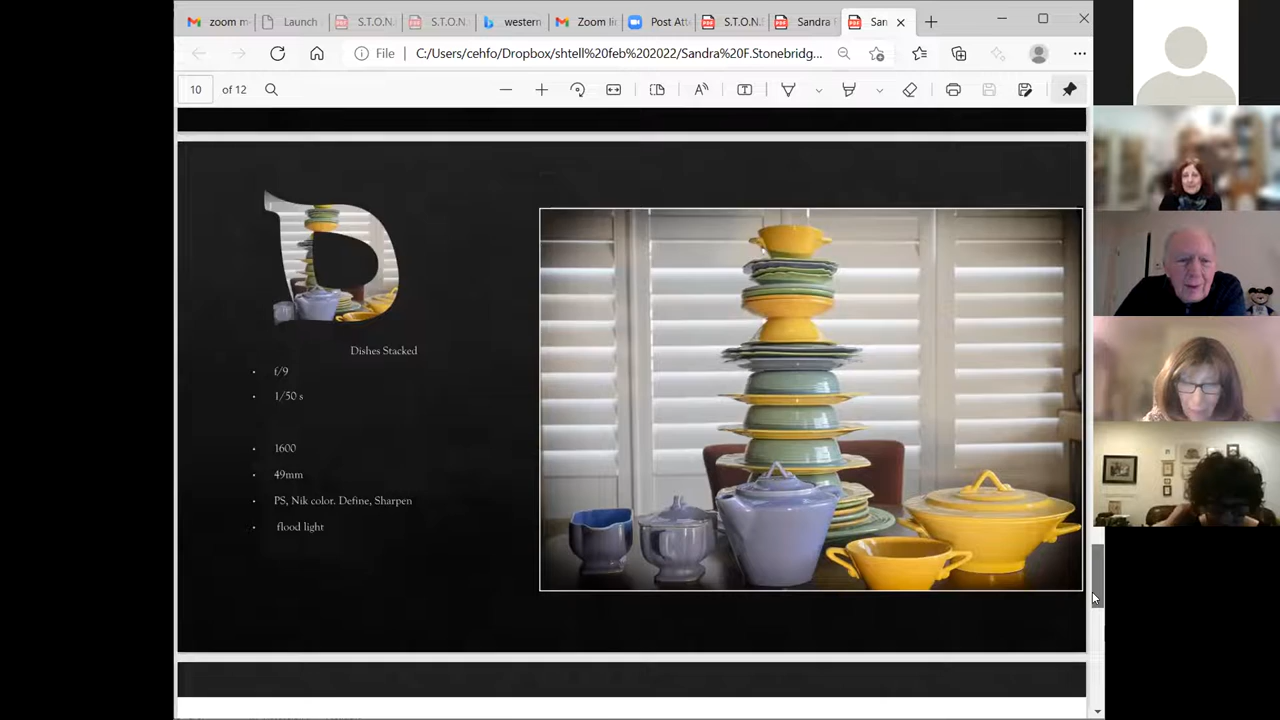 zoom m
Launch
S.T.O.N.
S.T.O.N.
western
Zoom li
Post Att
S.T.O.N.
Sandra
San
File
C:/Users/cehfo/Dropbox/shtell%20feb%202022/Sandra%20F.Stonebridg...
10 of 12
D
Dishes Stacked
• f/9
• 1/50 s
• 1600
• 49mm
• PS, Nik color. Define, Sharpen
• flood light